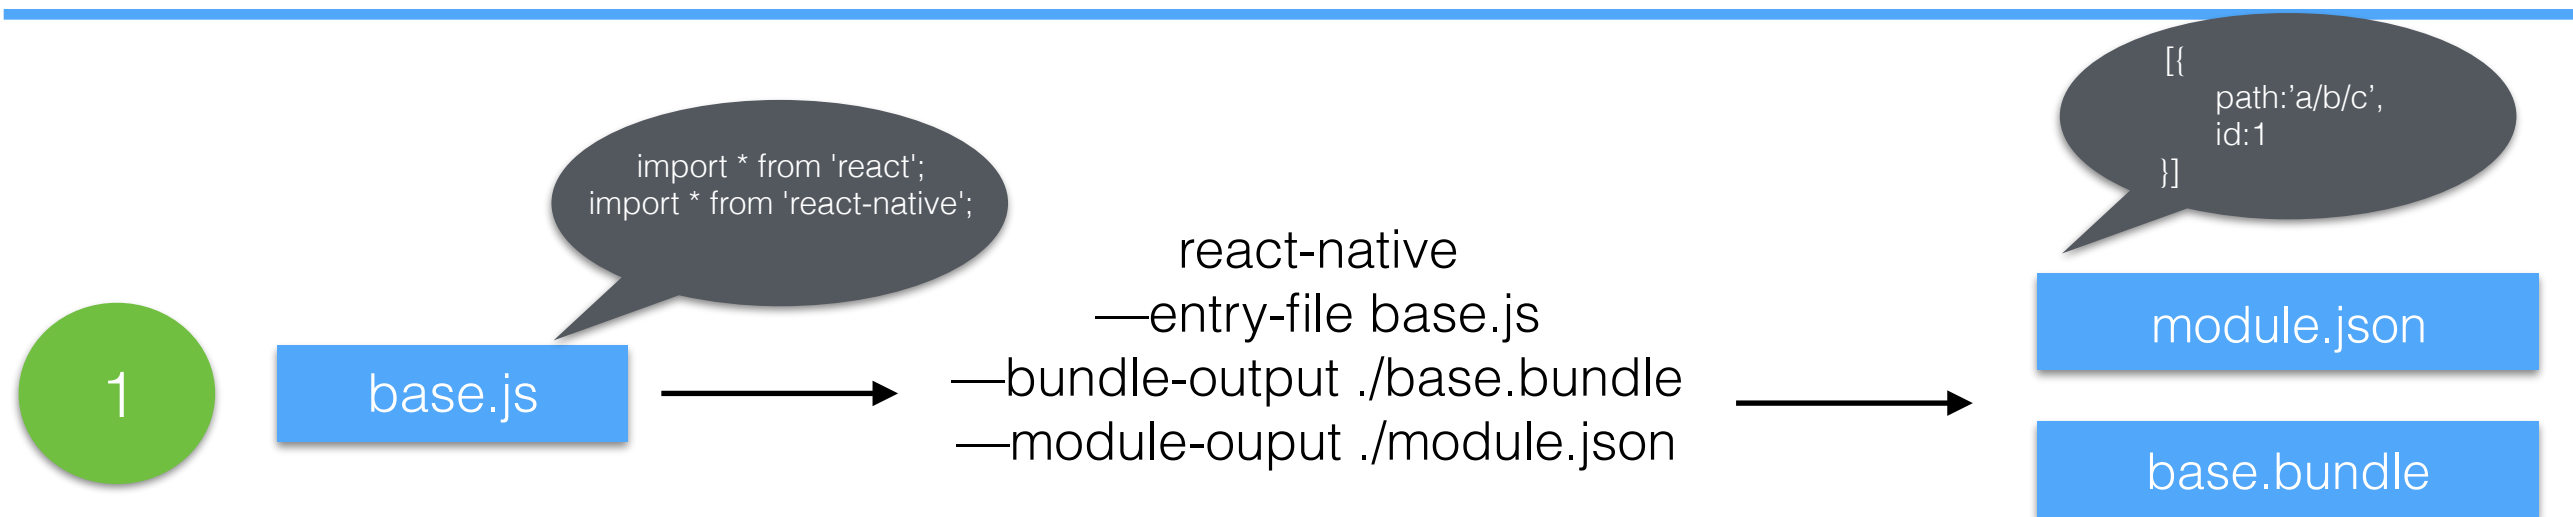 1
base.js
import * from 'react';
import * from 'react-native';
react-native
—entry-file base.js
—bundle-output ./base.bundle
—module-ouput ./module.json
[{
path:’a/b/c’,
id:1
}]
module.json
base.bundle